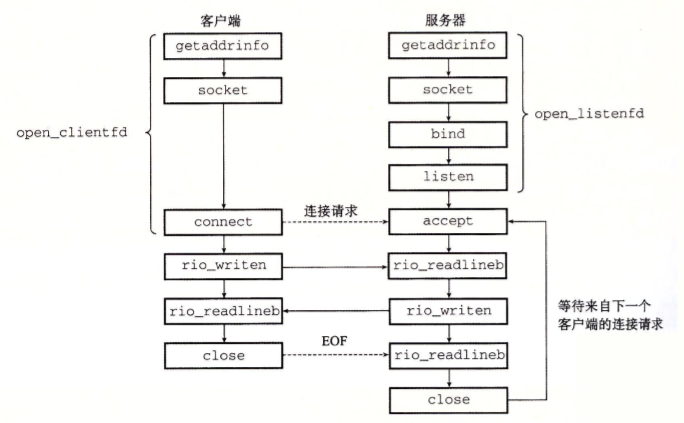 客户端
服务器
getaddrinfo
getaddrinfo
socket
socket
open_clientfd
open_listenfd
bind
listen
连接请求
connect
accept
rio_writen
rio_readlineb
rio_readlineb
rio_writen
等待来自下一个
客户端的连接请求
EOF
close
rio_readlineb
close